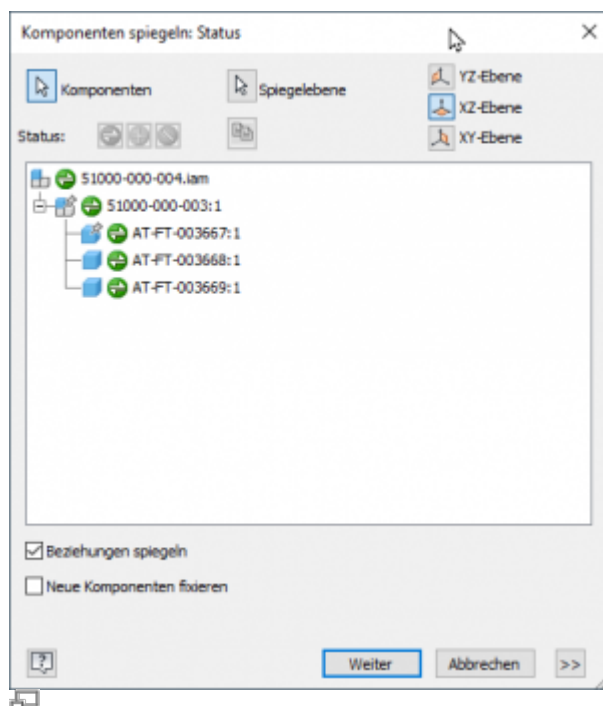 Komponenten spiegeln: Status
Komponenten
Spiegelebene
YZ-Ebene
XZ-Ebene
XY-Ebene
Status:
51000-000-004.iam
51000-000-003:1
AT-FT-003667:1
AT-FT-003668:1
AT-FT-003669:1
Beziehungen spiegeln
Neue Komponenten fixieren
Weiter
Abbrechen
>>